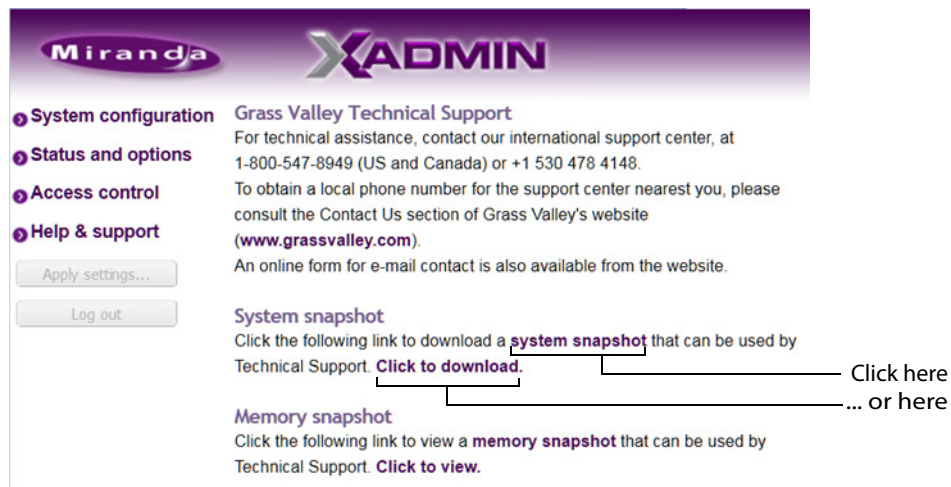 Miranda
XADMIN
System configuration
Status and options
Access control
Help & support
Apply settings...
Log out
Grass Valley Technical Support
For technical assistance, contact our international support center, at
1-800-547-8949 (US and Canada) or +1 530 478 4148.
To obtain a local phone number for the support center nearest you, please
consult the Contact Us section of Grass Valley's website
(www.grassvalley.com).
An online form for e-mail contact is also available from the website.
System snapshot
Click the following link to download a system snapshot that can be used by
Technical Support. Click to download.
Click here
... or here
Memory snapshot
Click the following link to view a memory snapshot that can be used by
Technical Support. Click to view.